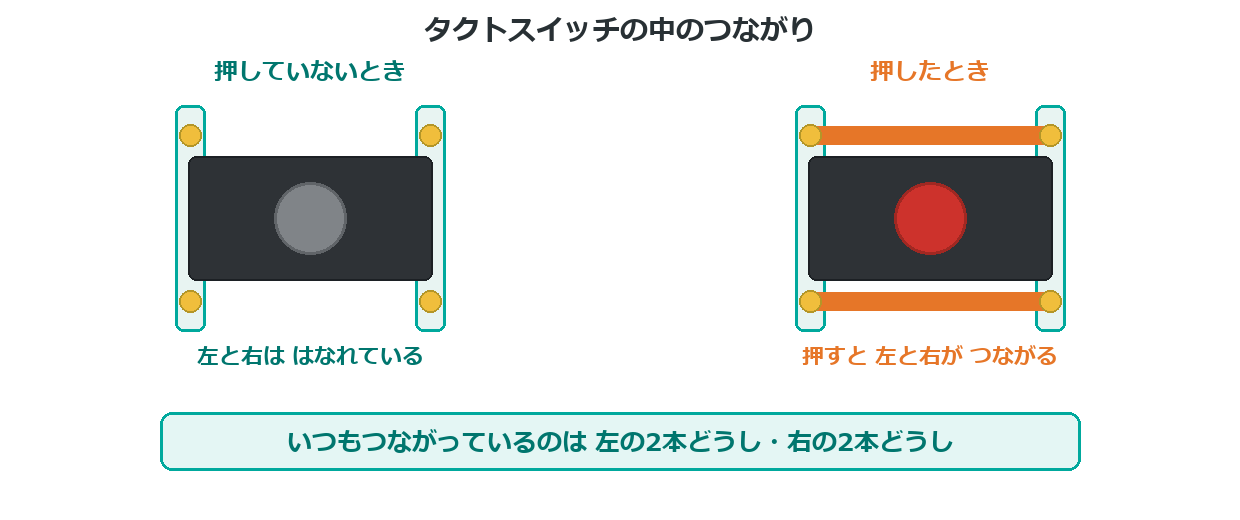 タクトスイッチの中のつながり
押していないとき
押したとき
左と右は はなれている
押すと 左と右が つながる
いつもつながっているのは 左の2本どうし・右の2本どうし